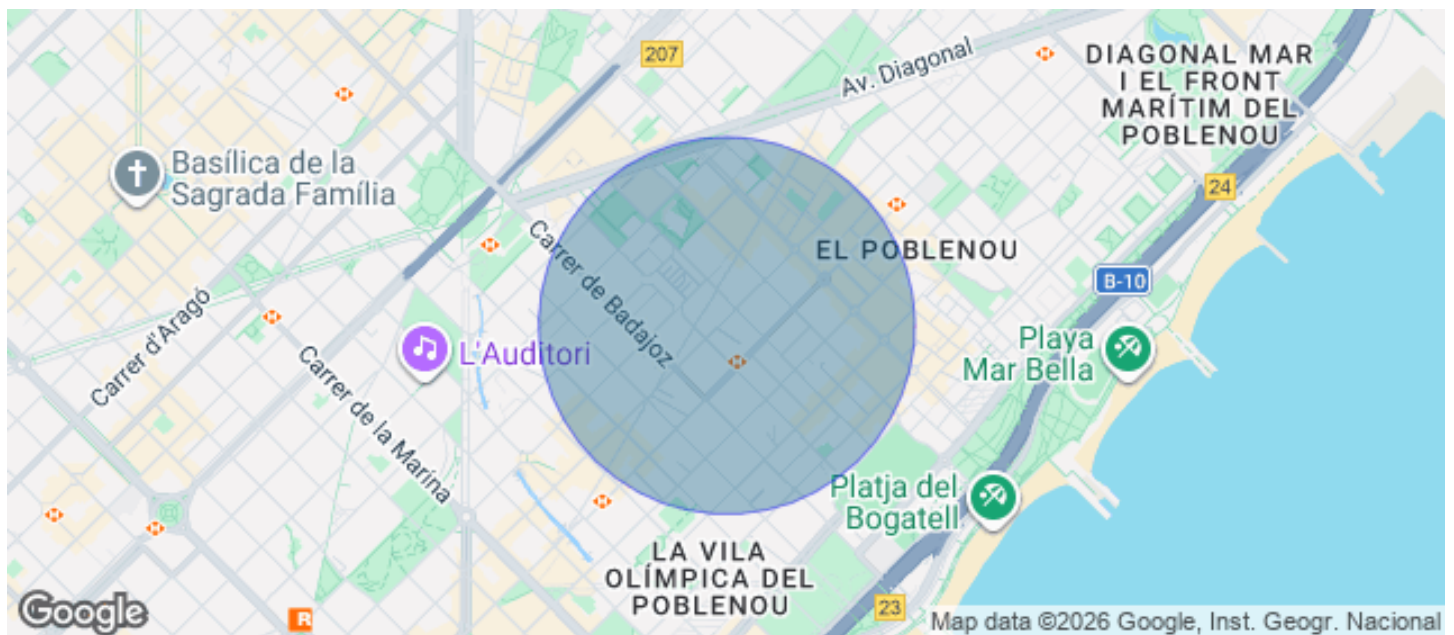 207
Av. Diagonal
DIAGONAL MAR
I EL FRONT
MARÍTIM DEL
POBLENOU
Basílica de la
Sagrada Família
24
Carrer de Badajoz
EL POBLENOU
B-10
Carrer d'Aragó
L'Auditori
Playa
Mar Bella
Carrer de la Marina
Platja del
Bogatell
LA VILA
OLÍMPICA DEL
POBLENOU
23
R
Google
Map data ©2026 Google, Inst. Geogr. Nacional